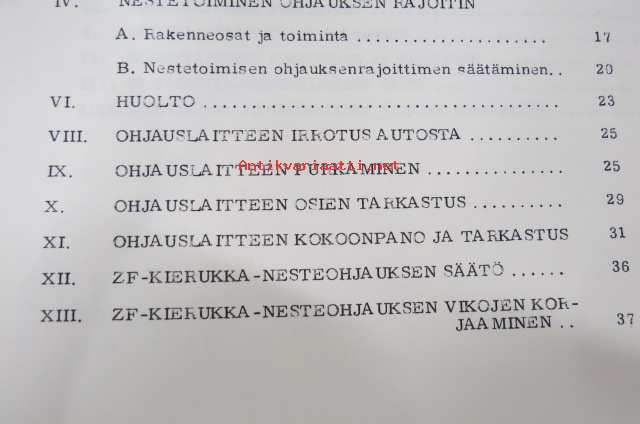 IV. NESTETOIMINEN OHJAUKSEN RAJOITIN
A. Rakenneosat ja toiminta .................... 17
B. Nestetoimisen ohjauksenrajoittimen säätäminen.. 20
VI. HUOLTO ..................................... 23
VIII. OHJAUSLAITTEEN IRROTUS AUTOSTA .......... 25
Antikvariaatti.net
IX. OHJAUSLAITTEEN PURKAMINEN ............... 25
X. OHJAUSLAITTEEN OSIEN TARKASTUS .......... 29
XI. OHJAUSLAITTEEN KOKOONPANO JA TARKASTUS 31
XII. ZF-KIERUKKA-NESTEOHJAUKSEN SÄÄTÖ ...... 36
XIII. ZF-KIERUKKA-NESTEOHJAUKSEN VIKOJEN KOR-
JAAMINEN .. 37